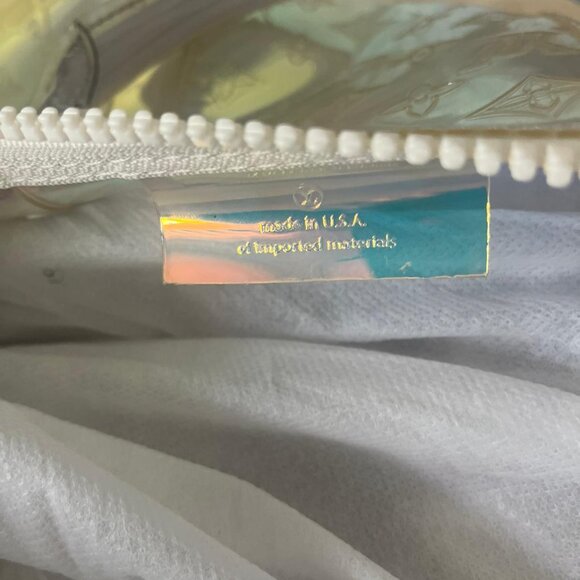 made in U.S.A.
of imported materials